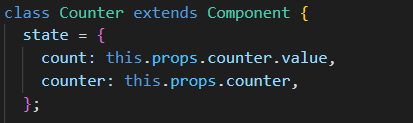 class Counter extends Component {
  state = {
    count: this.props.counter.value,
    counter: this.props.counter,
  };